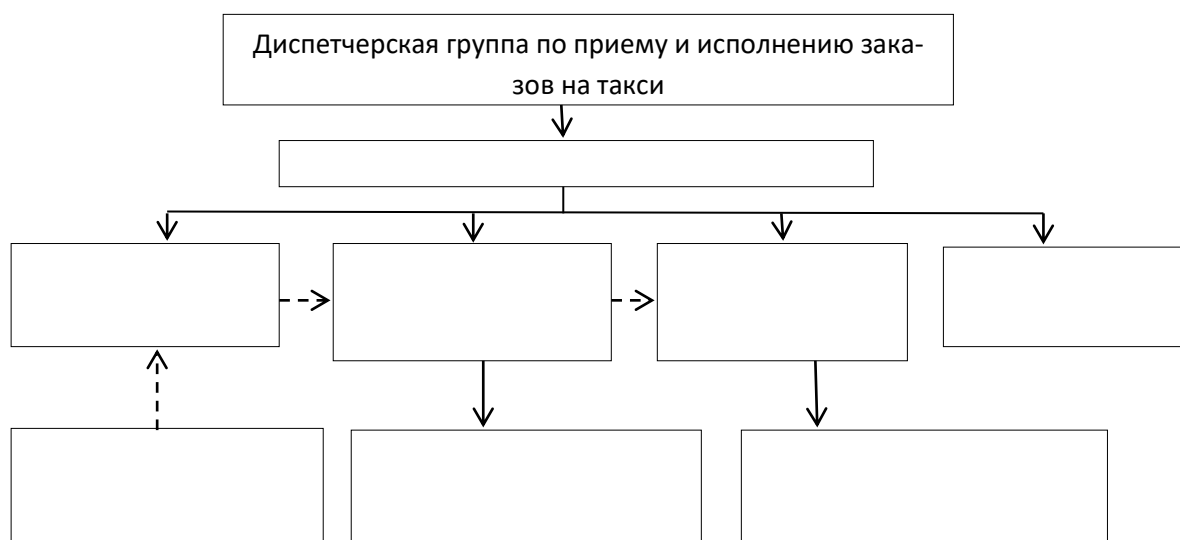 Диспетчерская группа по приему и исполнению зака-
зов на такси